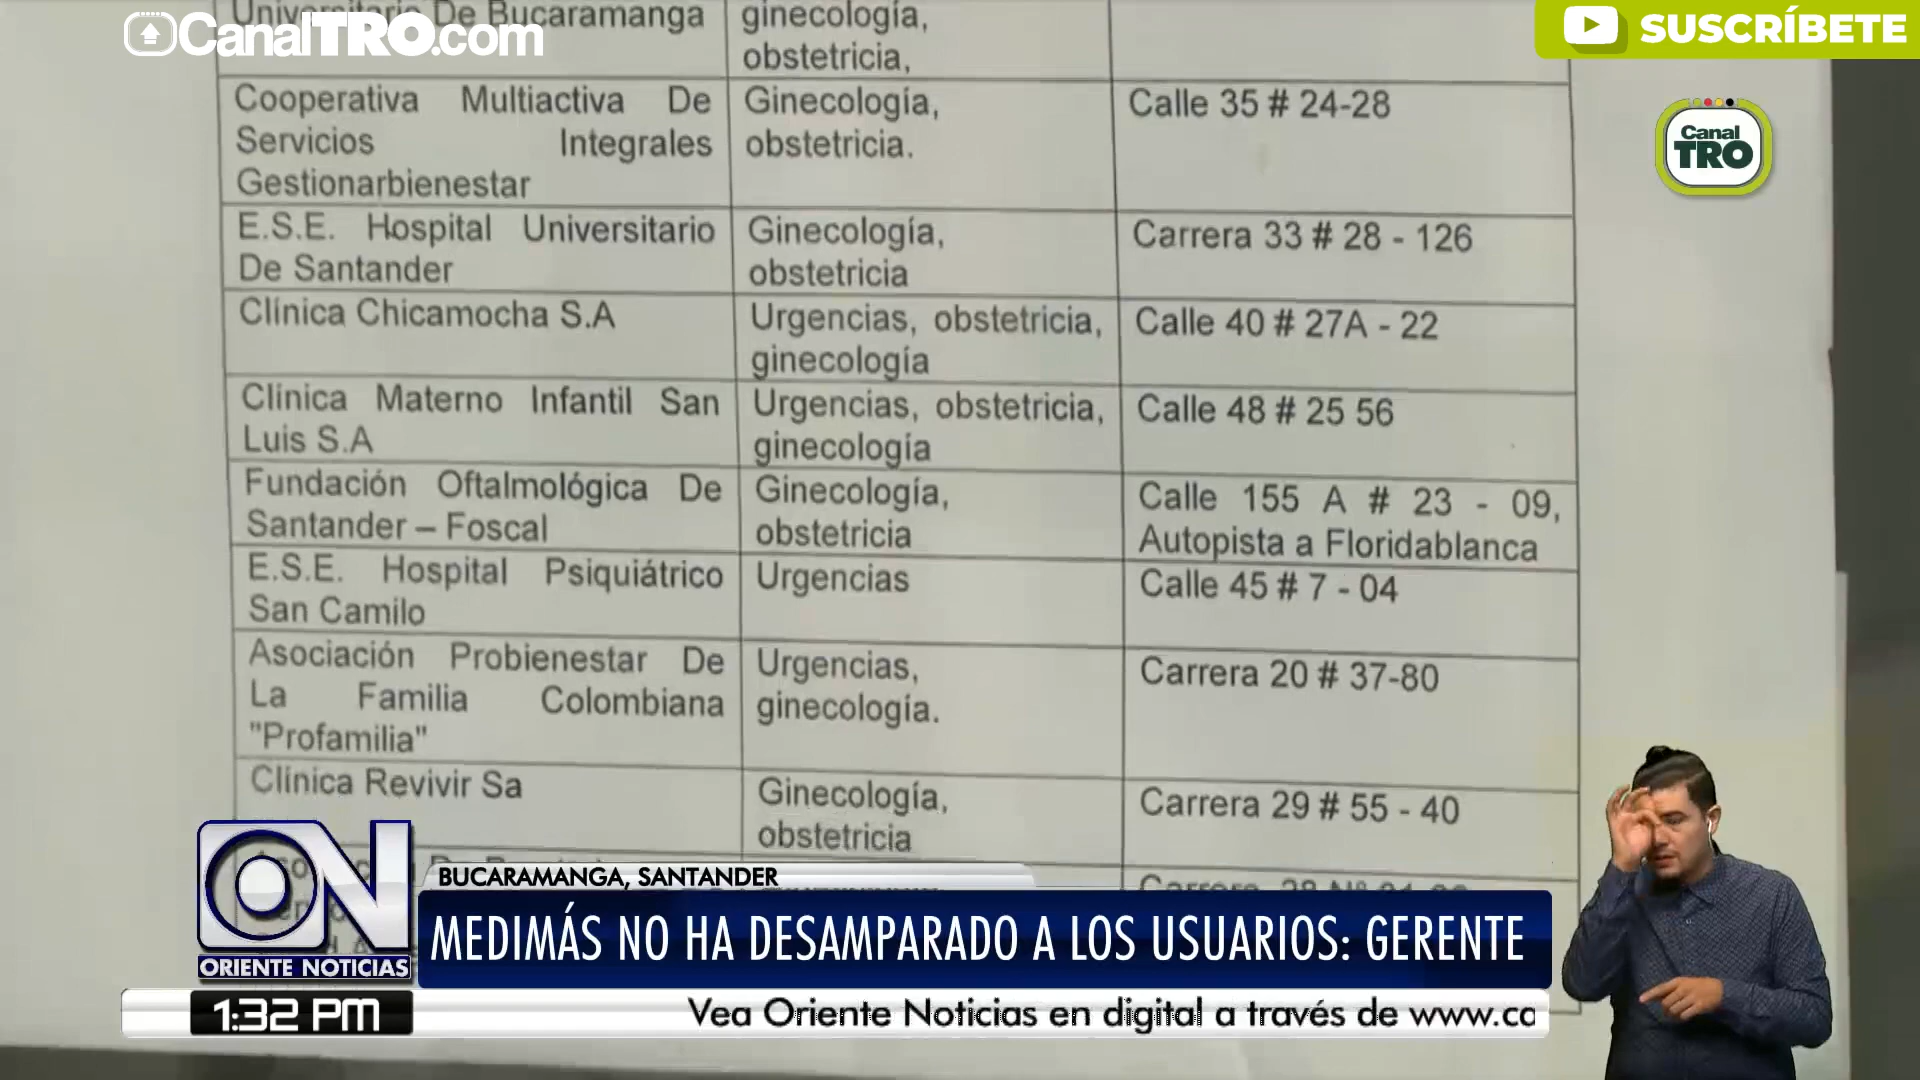 CanalTRO.com
SUSCRÍBETE
Canal
TRO
Universitario De Bucaramanga
ginecología,
obstetricia,
Cooperativa Multiactiva De
Servicios Integrales
Gestionarbienestar
Ginecología,
obstetricia.
Calle 35 # 24-28
E.S.E. Hospital Universitario
De Santander
Ginecología,
obstetricia
Carrera 33 # 28 - 126
Clínica Chicamocha S.A
Urgencias, obstetricia,
ginecología
Calle 40 # 27A - 22
Clínica Materno Infantil San
Luis S.A
Urgencias, obstetricia,
ginecología
Calle 48 # 25 56
Fundación Oftalmológica De
Santander – Foscal
Ginecología,
obstetricia
Calle 155 A # 23 - 09,
Autopista a Floridablanca
E.S.E. Hospital Psiquiátrico
San Camilo
Urgencias
Calle 45 # 7 - 04
Asociación Probienestar De
La Familia Colombiana
"Profamilia"
Urgencias,
ginecología.
Carrera 20 # 37-80
Clínica Revivir Sa
Ginecología,
obstetricia
Carrera 29 # 55 - 40
Carrera
ON
ORIENTE NOTICIAS
BUCARAMANGA, SANTANDER
MEDIMÁS NO HA DESAMPARADO A LOS USUARIOS: GERENTE
1:32 PM
Vea Oriente Noticias en digital a través de www.ca